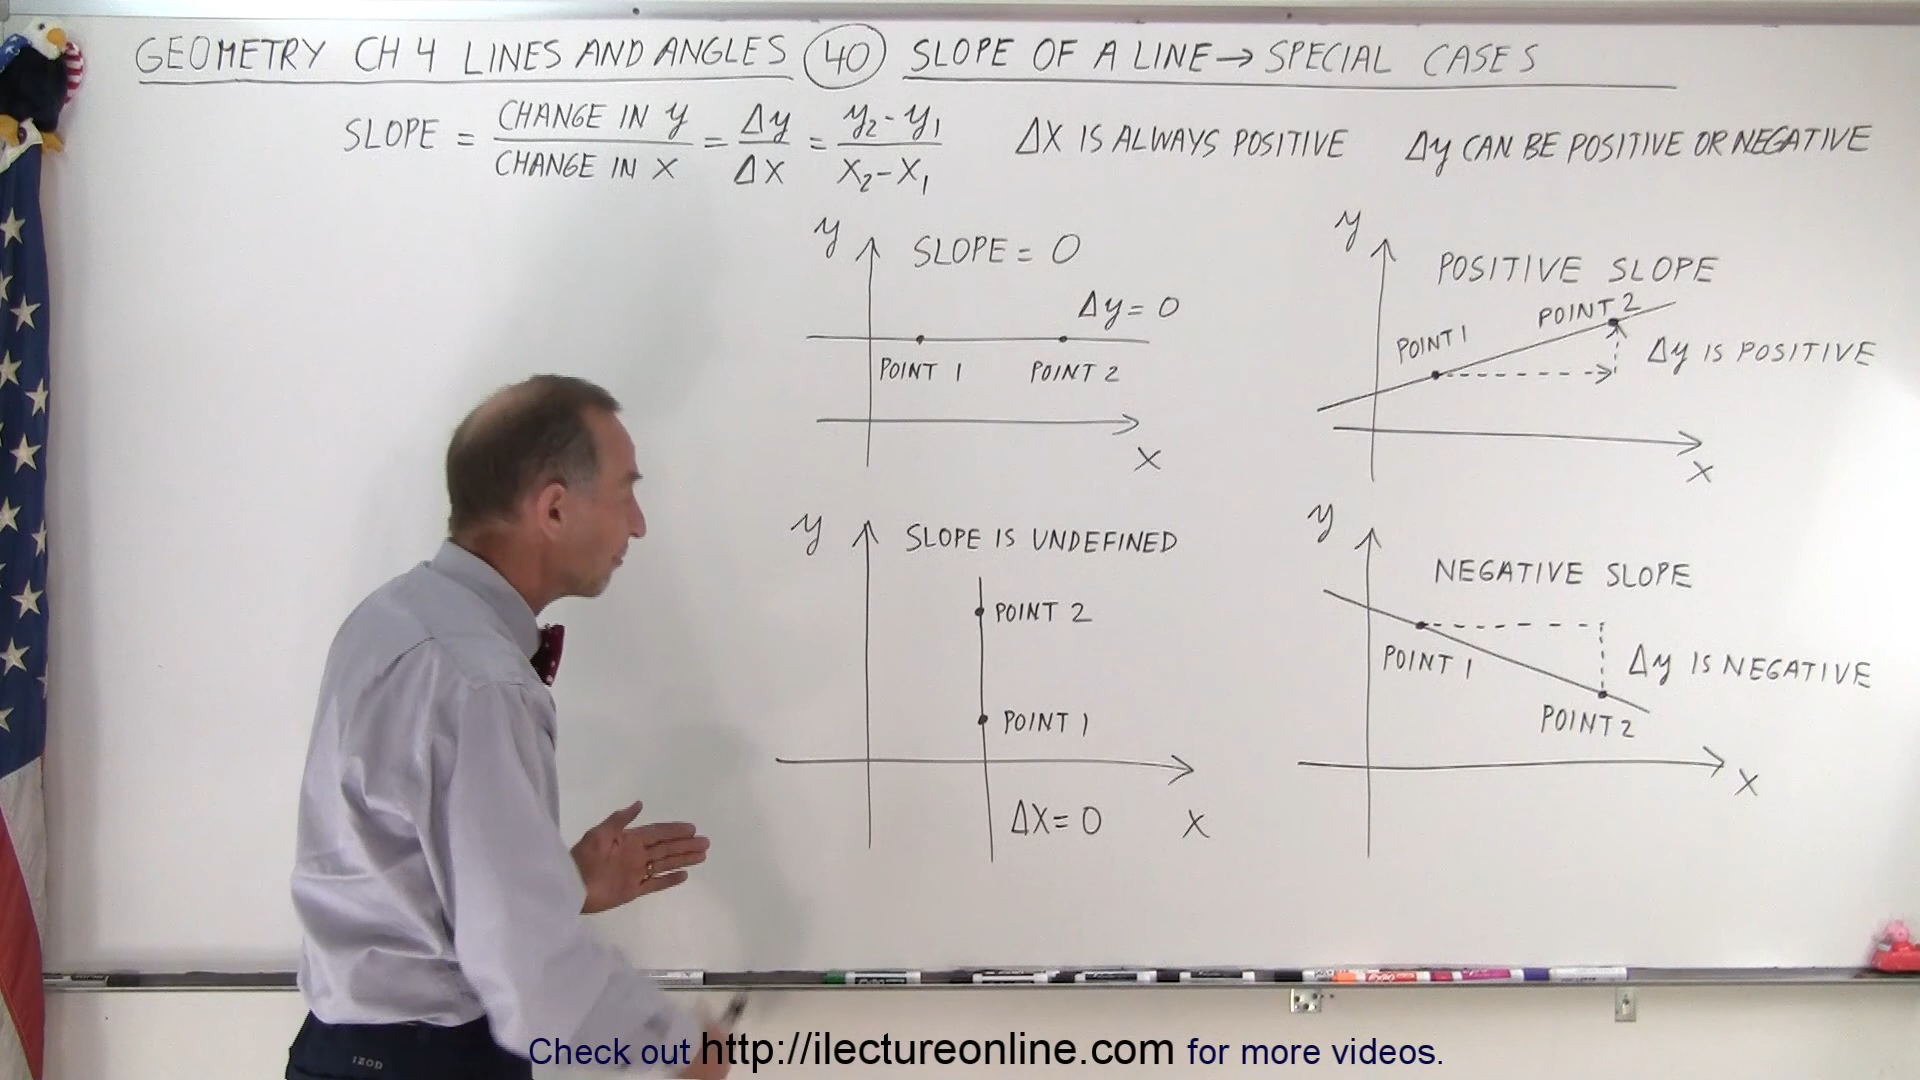 GEOMETRY CH 4 LINES AND ANGLES 40 SLOPE OF A LINE → SPECIAL CASES
SLOPE = CHANGE IN y / CHANGE IN X = Δy / ΔX = y₂ - y₁ / X₂ - X₁
ΔX IS ALWAYS POSITIVE
Δy CAN BE POSITIVE OR NEGATIVE
y
SLOPE = 0
Δy = 0
POINT 1
POINT 2
X
y
POSITIVE SLOPE
POINT 2
POINT 1
Δy IS POSITIVE
X
y
SLOPE IS UNDEFINED
POINT 2
POINT 1
ΔX = 0
X
y
NEGATIVE SLOPE
POINT 1
Δy IS NEGATIVE
POINT 2
X
IZOD
Check out http://ilectureonline.com for more videos.